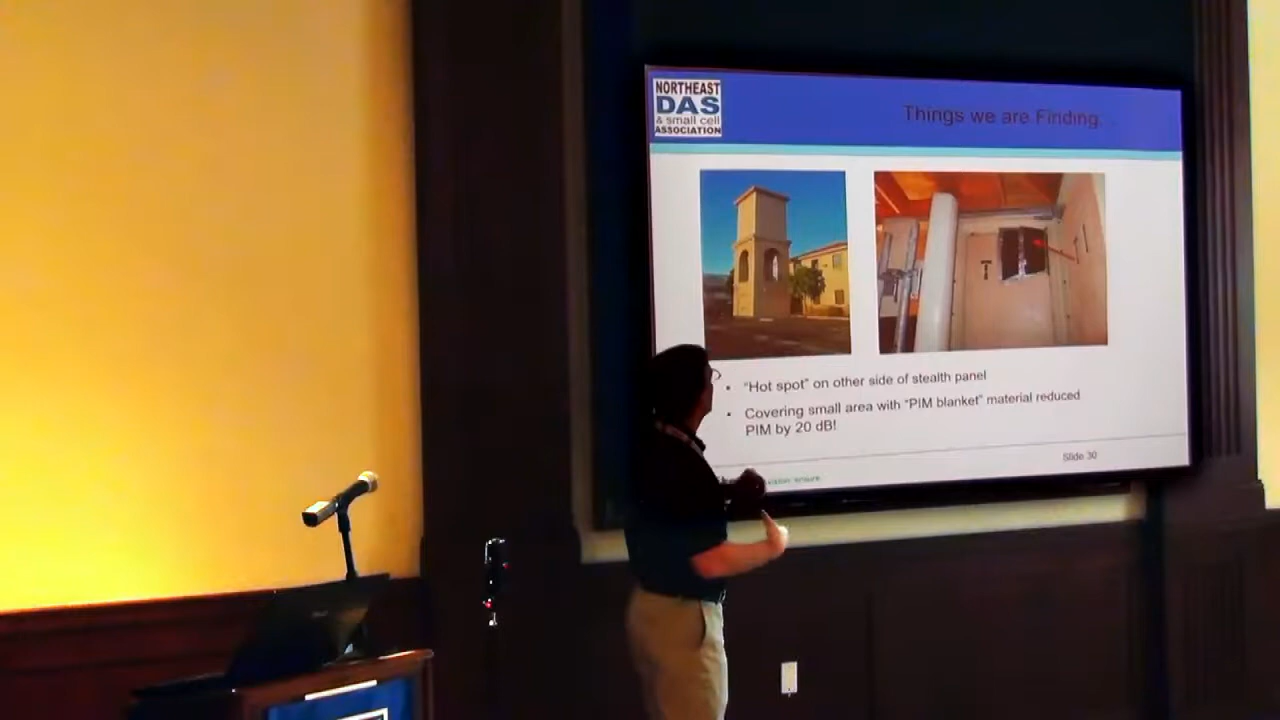 NORTHEAST
DAS
& small cell
ASSOCIATION
Things we are Finding...
• “Hot spot” on other side of stealth panel
• Covering small area with “PIM blanket” material reduced
PIM by 20 dB!
Slide 30